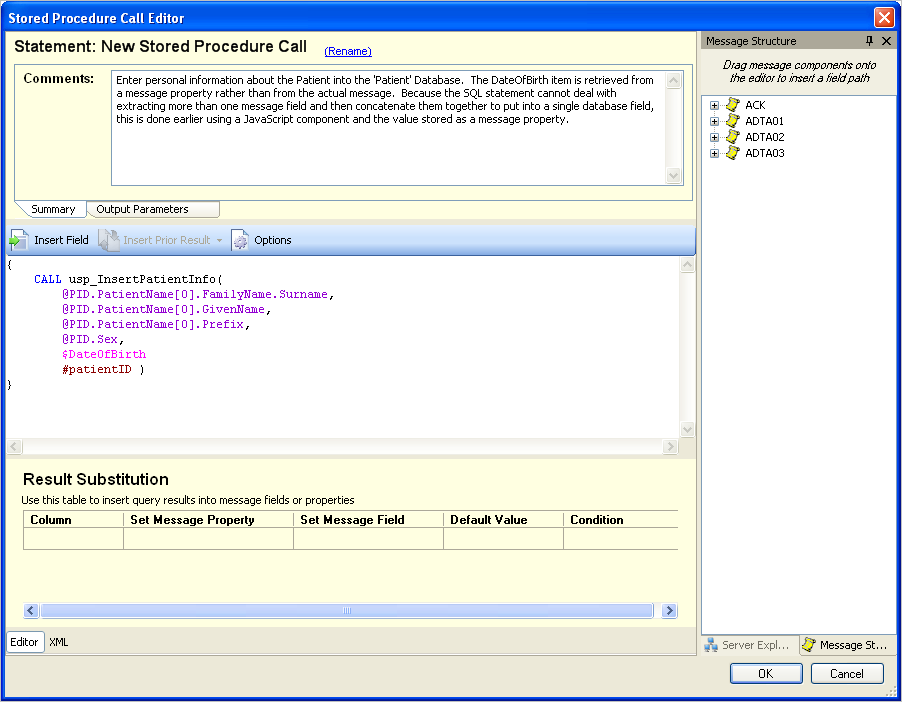 Stored Procedure Call Editor
Statement: New Stored Procedure Call (Rename)
Comments:
Enter personal information about the Patient into the 'Patient' Database. The DateOfBirth item is retrieved from
a message property rather than from the actual message. Because the SQL statement cannot deal with
extracting more than one message field and then concatenate them together to put into a single database field,
this is done earlier using a JavaScript component and the value stored as a message property.
Summary Output Parameters
Insert Field Insert Prior Result Options
{
CALL usp_InsertPatientInfo(
@PID.PatientName[0].FamilyName.Surname,
@PID.PatientName[0].GivenName,
@PID.PatientName[0].Prefix,
@PID.Sex,
$DateOfBirth
#patientID )
}
Result Substitution
Use this table to insert query results into message fields or properties
Column Set Message Property Set Message Field Default Value Condition
Editor XML
Message Structure
Drag message components onto
the editor to insert a field path
ACK
ADTA01
ADTA02
ADTA03
Server Expl... Message St...
OK Cancel